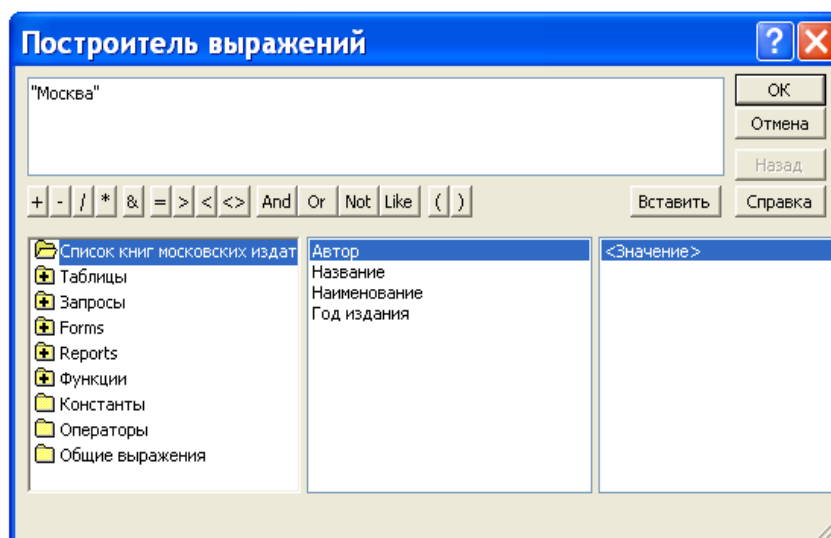 Построитель выражений
"Москва"
OK
Отмена
Назад
+ - / * & = > < <> And Or Not Like ( )
Вставить
Справка
Список книг московских издат
Таблицы
Запросы
Forms
Reports
Функции
Константы
Операторы
Общие выражения
Автор
Название
Наименование
Год издания
<Значение>